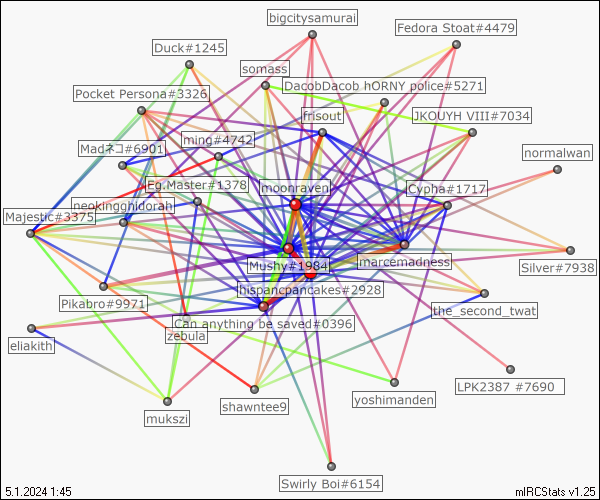 bigcitysamurai
Fedora Stoat#4479
Duck#1245
somass
DacobDacob hORNY police#5271
Pocket Persona#3326
frisout
JKOUYH VIII#7034
ming#4742
Madネコ#6901
normalwan
Eg.Master#1378
moonraven
Cypha#1717
neokingghidorah
Majestic#3375
Mushy#1984
marcemadness
Silver#7938
hispancpancakes#2928
Pikabro#9971
the_second_twat
Can anything be saved#0396
zebula
eliakith
LPK2387 #7690
yoshimanden
shawntee9
mukszi
Swirly Boi#6154
5.1.2024 1:45
mIRCStats v1.25